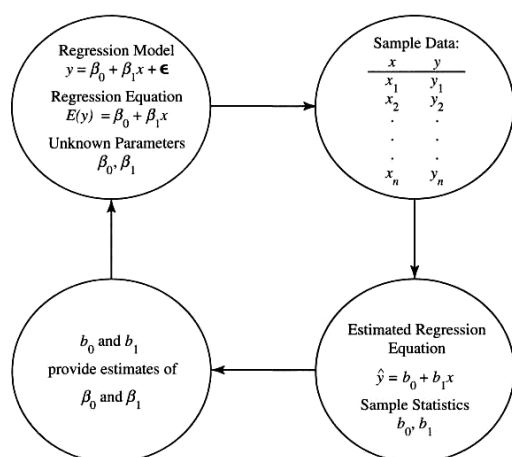 Regression Model
y = β₀ + β₁x + ϵ
Regression Equation
E(y) = β₀ + β₁x
Unknown Parameters
β₀, β₁
Sample Data:
x y
x₁ y₁
x₂ y₂
. .
. .
. .
xₙ yₙ
Estimated Regression
Equation
ŷ = b₀ + b₁x
Sample Statistics
b₀, b₁
b₀ and b₁
provide estimates of
β₀ and β₁